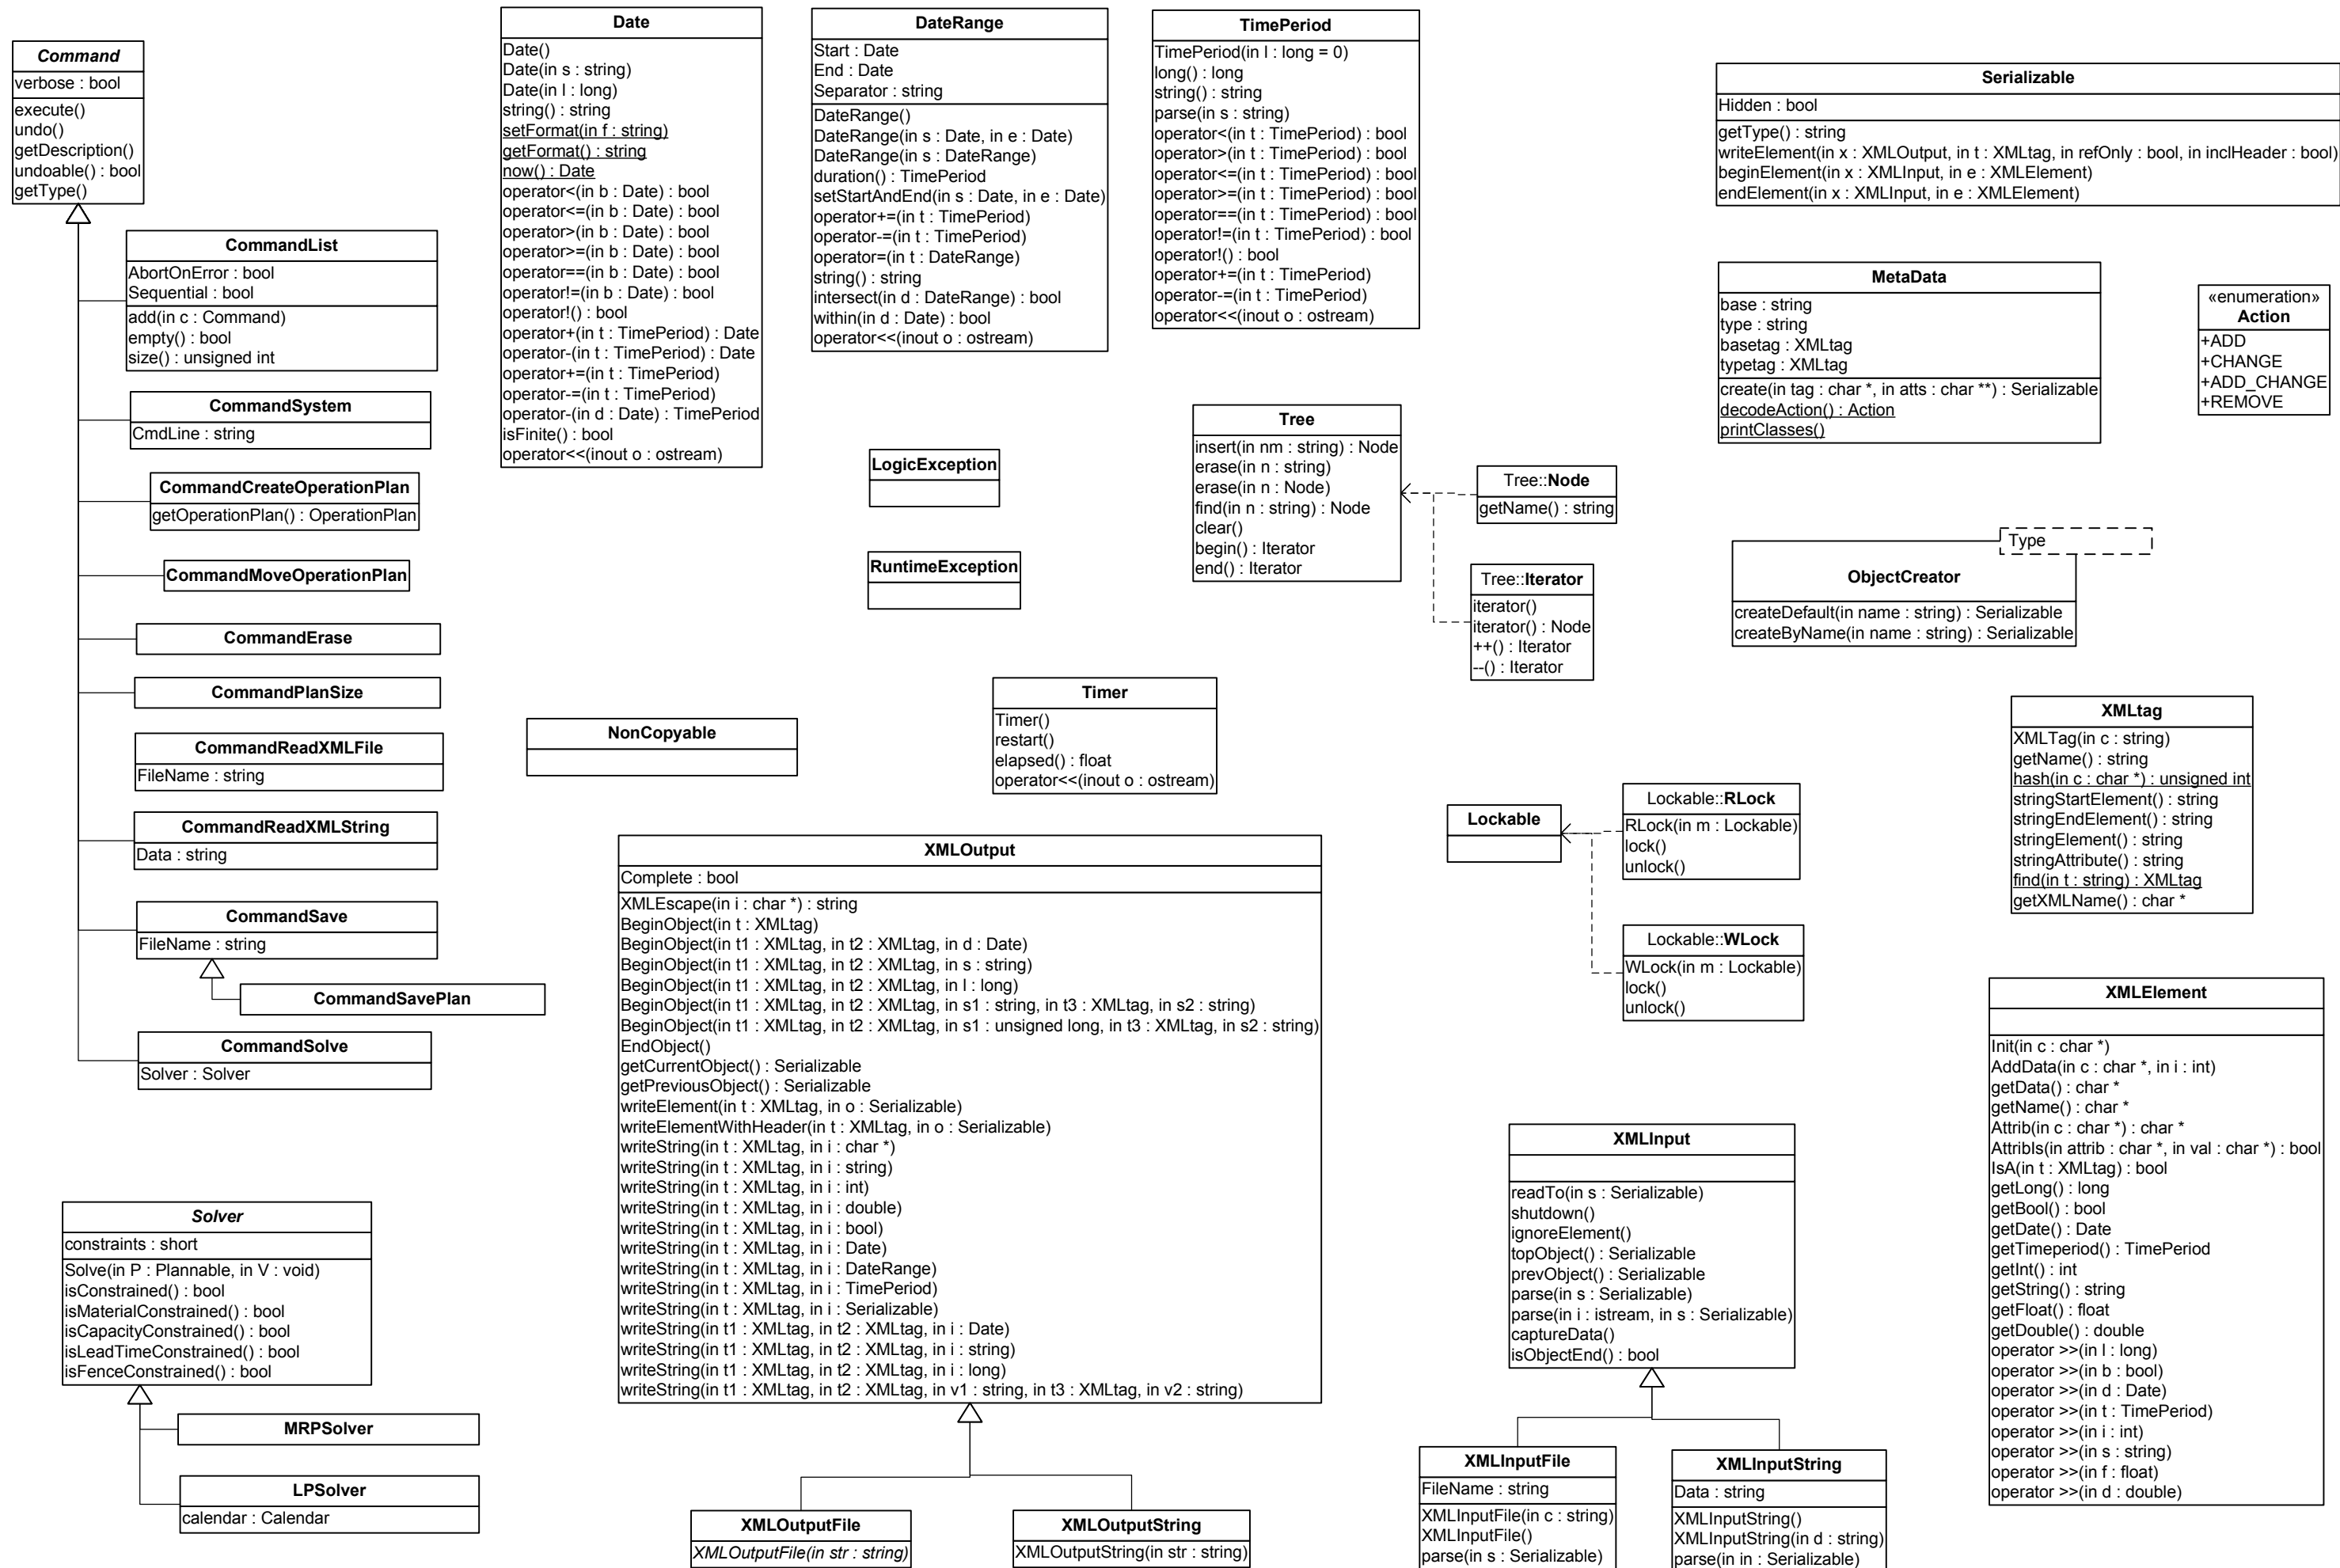 Command
verbose : bool
execute()
undo()
getDescription()
undoable() : bool
getType()
CommandList
AbortOnError : bool
Sequential : bool
add(in c : Command)
empty() : bool
size() : unsigned int
CommandSystem
CmdLine : string
CommandCreateOperationPlan
getOperationPlan() : OperationPlan
CommandMoveOperationPlan
CommandErase
CommandPlanSize
CommandReadXMLFile
FileName : string
CommandReadXMLString
Data : string
CommandSave
FileName : string
CommandSavePlan
CommandSolve
Solver : Solver
Solver
constraints : short
Solve(in P : Plannable, in V : void)
isConstrained() : bool
isMaterialConstrained() : bool
isCapacityConstrained() : bool
isLeadTimeConstrained() : bool
isFenceConstrained() : bool
MRPSolver
LPSolver
calendar : Calendar
Date
Date()
Date(in s : string)
Date(in l : long)
string() : string
setFormat(in f : string)
getFormat() : string
now() : Date
operator<(in b : Date) : bool
operator<=(in b : Date) : bool
operator>(in b : Date) : bool
operator>=(in b : Date) : bool
operator==(in b : Date) : bool
operator!=(in b : Date) : bool
operator!() : bool
operator+(in t : TimePeriod) : Date
operator-(in t : TimePeriod) : Date
operator+=(in t : TimePeriod)
operator-=(in t : TimePeriod)
operator-(in d : Date) : TimePeriod
isFinite() : bool
operator<<(inout o : ostream)
DateRange
Start : Date
End : Date
Separator : string
DateRange()
DateRange(in s : Date, in e : Date)
DateRange(in s : DateRange)
duration() : TimePeriod
setStartAndEnd(in s : Date, in e : Date)
operator+=(in t : TimePeriod)
operator-=(in t : TimePeriod)
operator=(in t : DateRange)
string() : string
intersect(in d : DateRange) : bool
within(in d : Date) : bool
operator<<(inout o : ostream)
TimePeriod
TimePeriod(in l : long = 0)
long() : long
string() : string
parse(in s : string)
operator<(in t : TimePeriod) : bool
operator>(in t : TimePeriod) : bool
operator<=(in t : TimePeriod) : bool
operator>=(in t : TimePeriod) : bool
operator==(in t : TimePeriod) : bool
operator!=(in t : TimePeriod) : bool
operator!() : bool
operator+=(in t : TimePeriod)
operator-=(in t : TimePeriod)
operator<<(inout o : ostream)
LogicException
RuntimeException
Tree
insert(in nm : string) : Node
erase(in n : string)
erase(in n : Node)
find(in n : string) : Node
clear()
begin() : Iterator
end() : Iterator
Tree::Node
getName() : string
Tree::Iterator
iterator()
iterator() : Node
++() : Iterator
--() : Iterator
NonCopyable
Timer
Timer()
restart()
elapsed() : float
operator<<(inout o : ostream)
Lockable
Lockable::RLock
RLock(in m : Lockable)
lock()
unlock()
Lockable::WLock
WLock(in m : Lockable)
lock()
unlock()
XMLOutput
Complete : bool
XMLEscape(in i : char *) : string
BeginObject(in t : XMLtag)
BeginObject(in t1 : XMLtag, in t2 : XMLtag, in d : Date)
BeginObject(in t1 : XMLtag, in t2 : XMLtag, in s : string)
BeginObject(in t1 : XMLtag, in t2 : XMLtag, in l : long)
BeginObject(in t1 : XMLtag, in t2 : XMLtag, in s1 : string, in t3 : XMLtag, in s2 : string)
BeginObject(in t1 : XMLtag, in t2 : XMLtag, in s1 : unsigned long, in t3 : XMLtag, in s2 : string)
EndObject()
getCurrentObject() : Serializable
getPreviousObject() : Serializable
writeElement(in t : XMLtag, in o : Serializable)
writeElementWithHeader(in t : XMLtag, in o : Serializable)
writeString(in t : XMLtag, in i : char *)
writeString(in t : XMLtag, in i : string)
writeString(in t : XMLtag, in i : int)
writeString(in t : XMLtag, in i : double)
writeString(in t : XMLtag, in i : bool)
writeString(in t : XMLtag, in i : Date)
writeString(in t : XMLtag, in i : DateRange)
writeString(in t : XMLtag, in i : TimePeriod)
writeString(in t : XMLtag, in i : Serializable)
writeString(in t1 : XMLtag, in t2 : XMLtag, in i : Date)
writeString(in t1 : XMLtag, in t2 : XMLtag, in i : string)
writeString(in t1 : XMLtag, in t2 : XMLtag, in i : long)
writeString(in t1 : XMLtag, in t2 : XMLtag, in v1 : string, in t3 : XMLtag, in v2 : string)
XMLOutputFile
XMLOutputFile(in str : string)
XMLOutputString
XMLOutputString(in str : string)
Serializable
Hidden : bool
getType() : string
writeElement(in x : XMLOutput, in t : XMLtag, in refOnly : bool, in inclHeader : bool)
beginElement(in x : XMLInput, in e : XMLElement)
endElement(in x : XMLInput, in e : XMLElement)
MetaData
base : string
type : string
basetag : XMLtag
typetag : XMLtag
create(in tag : char *, in atts : char **) : Serializable
decodeAction() : Action
printClasses()
«enumeration»
Action
+ADD
+CHANGE
+ADD_CHANGE
+REMOVE
Type
ObjectCreator
createDefault(in name : string) : Serializable
createByName(in name : string) : Serializable
XMLtag
XMLTag(in c : string)
getName() : string
hash(in c : char *) : unsigned int
stringStartElement() : string
stringEndElement() : string
stringElement() : string
stringAttribute() : string
find(in t : string) : XMLtag
getXMLName() : char *
XMLInput
readTo(in s : Serializable)
shutdown()
ignoreElement()
topObject() : Serializable
prevObject() : Serializable
parse(in s : Serializable)
parse(in i : istream, in s : Serializable)
captureData()
isObjectEnd() : bool
XMLInputFile
FileName : string
XMLInputFile(in c : string)
XMLInputFile()
parse(in s : Serializable)
XMLInputString
Data : string
XMLInputString()
XMLInputString(in d : string)
parse(in in : Serializable)
XMLElement
Init(in c : char *)
AddData(in c : char *, in i : int)
getData() : char *
getName() : char *
Attrib(in c : char *) : char *
AttribIs(in attrib : char *, in val : char *) : bool
IsA(in t : XMLtag) : bool
getLong() : long
getBool() : bool
getDate() : Date
getTimeperiod() : TimePeriod
getInt() : int
getString() : string
getFloat() : float
getDouble() : double
operator >>(in l : long)
operator >>(in b : bool)
operator >>(in d : Date)
operator >>(in t : TimePeriod)
operator >>(in i : int)
operator >>(in s : string)
operator >>(in f : float)
operator >>(in d : double)